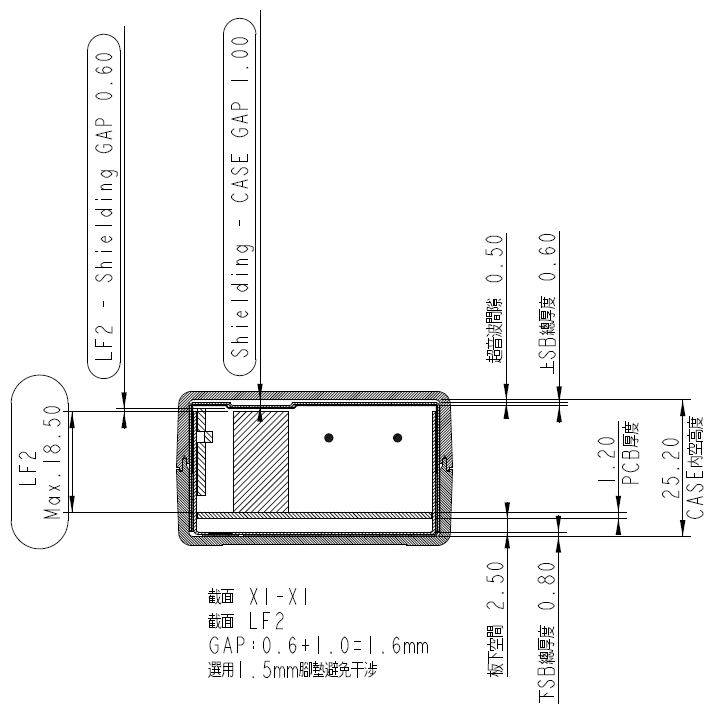 LF2 - Shielding GAP 0.60
Shielding - CASE GAP 1.00
超音波間隙 0.50
上SB總厚度 0.60
LF2
Max.18.50
1.20
PCB厚度
25.20
CASE內空高度
板下空間 2.50
下SB總厚度 0.80
截面 X1-X1
截面 LF2
GAP:0.6+1.0=1.6mm
選用1.5mm腳墊避免干涉